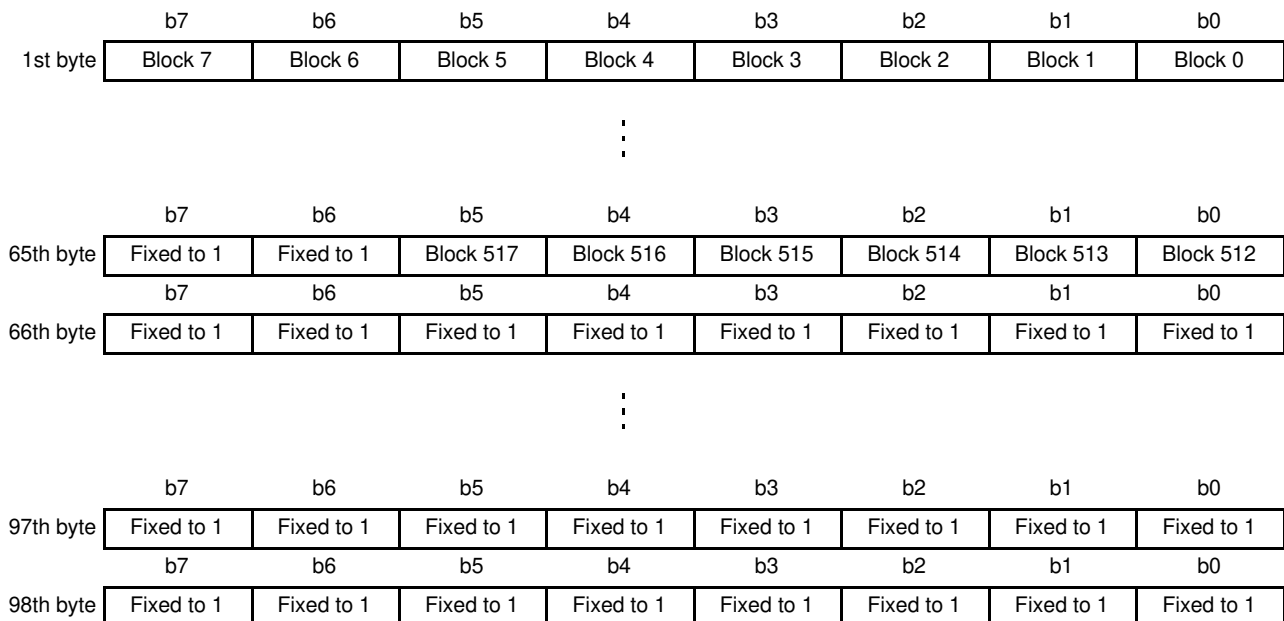 b7 b6 b5 b4 b3 b2 b1 b0
1st byte Block 7 Block 6 Block 5 Block 4 Block 3 Block 2 Block 1 Block 0
b7 b6 b5 b4 b3 b2 b1 b0
65th byte Fixed to 1 Fixed to 1 Block 517 Block 516 Block 515 Block 514 Block 513 Block 512
b7 b6 b5 b4 b3 b2 b1 b0
66th byte Fixed to 1 Fixed to 1 Fixed to 1 Fixed to 1 Fixed to 1 Fixed to 1 Fixed to 1 Fixed to 1
b7 b6 b5 b4 b3 b2 b1 b0
97th byte Fixed to 1 Fixed to 1 Fixed to 1 Fixed to 1 Fixed to 1 Fixed to 1 Fixed to 1 Fixed to 1
b7 b6 b5 b4 b3 b2 b1 b0
98th byte Fixed to 1 Fixed to 1 Fixed to 1 Fixed to 1 Fixed to 1 Fixed to 1 Fixed to 1 Fixed to 1